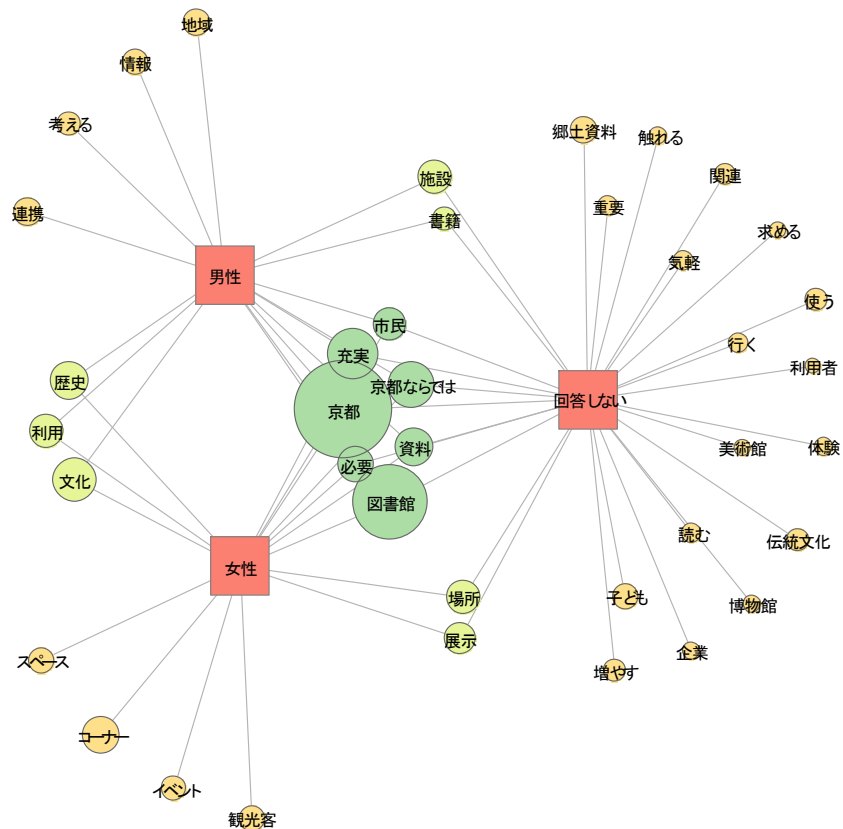 地域
情報
考える
連携
郷土資料
触れる
施設
関連
書籍
重要
求める
気軽
男性
使う
市民
行く
充実
利用者
歴史
京都ならでは
回答しない
京都
利用
資料
美術館
体験
必要
文化
図書館
読む
伝統文化
女性
場所
子ども
博物館
展示
企業
スペース
増やす
コーナー
イベント
観光客